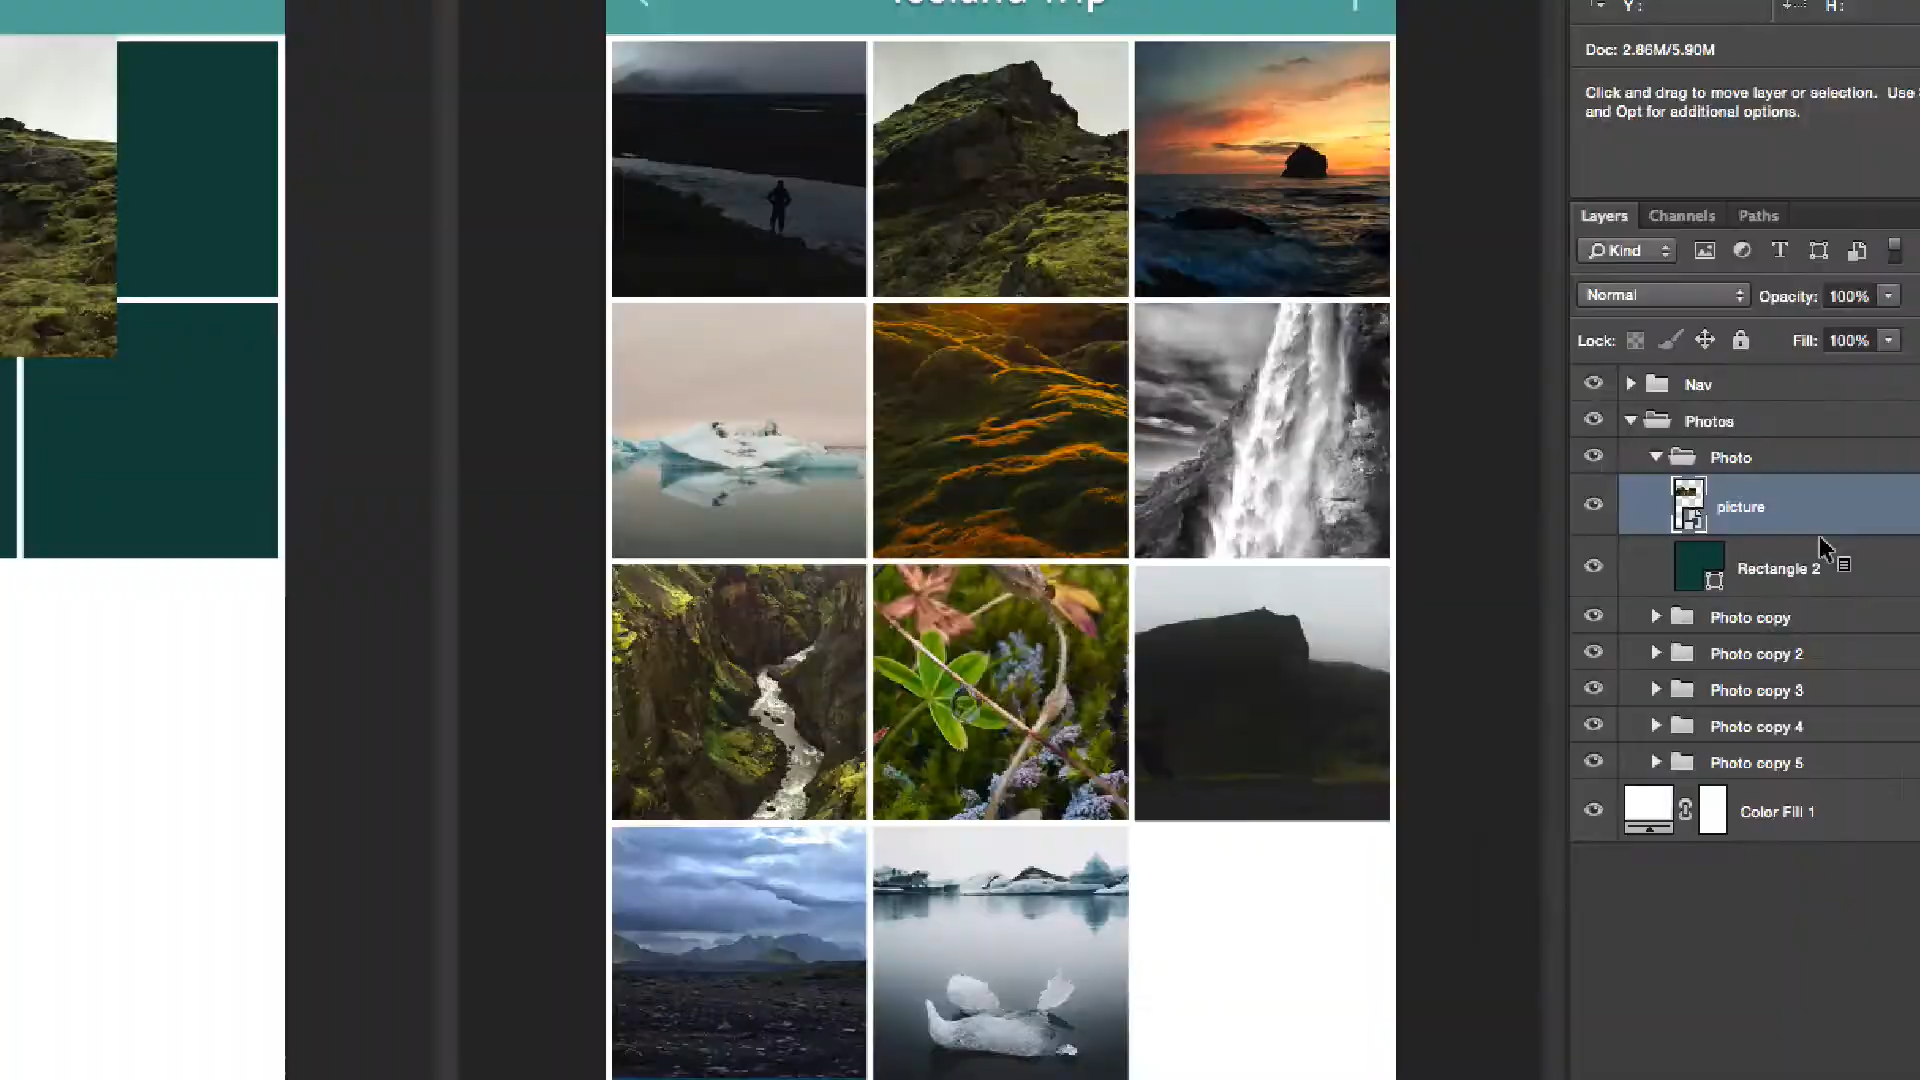 Iceland Trip
Y:
H:
Doc: 2.86M/5.90M
Click and drag to move layer or selection. Use
and Opt for additional options.
Layers Channels Paths
Kind
Normal Opacity: 100%
Lock: Fill: 100%
Nav
Photos
Photo
picture
Rectangle 2
Photo copy
Photo copy 2
Photo copy 3
Photo copy 4
Photo copy 5
Color Fill 1